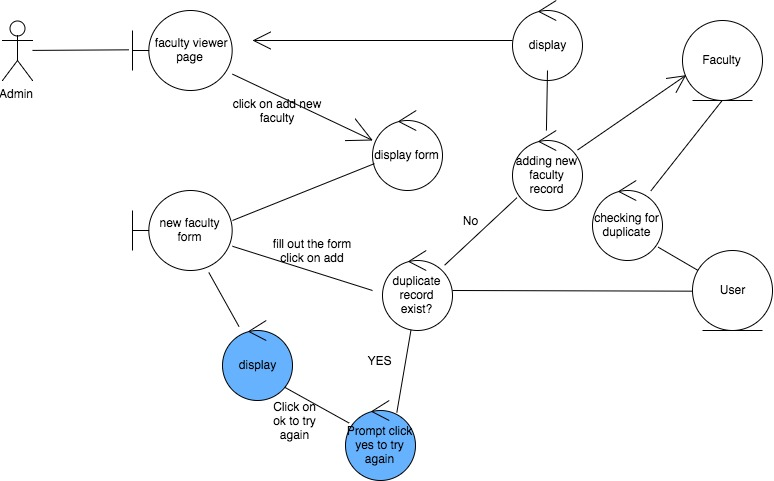 faculty viewer
page
display
Faculty
Admin
click on add new
faculty
display form
adding new
faculty
record
new faculty
form
No
checking for
duplicate
fill out the form
click on add
duplicate
record
exist?
User
display
YES
Click on
ok to try
again
Prompt click
yes to try
again